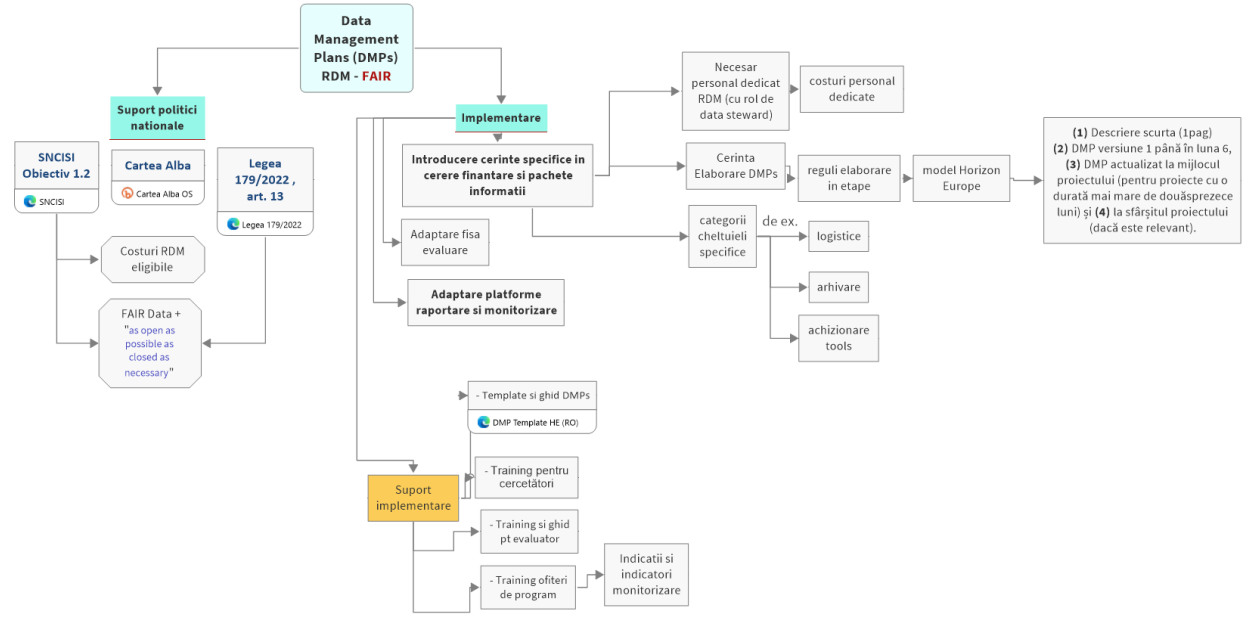 Data
Management
Plans (DMPs)
RDM - FAIR
Suport politici
nationale
SNCISI
Obiectiv 1.2
SNCISI
Cartea Alba
Cartea Alba OS
Legea
179/2022 ,
art. 13
Legea 179/2022
Costuri RDM
eligibile
FAIR Data +
"as open as
possible as
closed as
necessary"
Implementare
Introducere cerinte specifice in
cerere finantare si pachete
informatii
Adaptare fisa
evaluare
Adaptare platforme
raportare si monitorizare
Necesar
personal dedicat
RDM (cu rol de
data steward)
costuri personal
dedicate
Cerinta
Elaborare DMPs
reguli elaborare
in etape
model Horizon
Europe
(1) Descriere scurta (1pag)
(2) DMP versiune 1 până în luna 6,
(3) DMP actualizat la mijlocul
proiectului (pentru proiecte cu o
durată mai mare de douăsprezece
luni) și (4) la sfârșitul proiectului
(dacă este relevant).
categorii
cheltuieli
specifice
de ex.
logistice
arhivare
achizionare
tools
Suport
implementare
- Template si ghid DMPs
DMP Template HE (RO)
- Training pentru
cercetători
- Training si ghid
pt evaluator
- Training ofiteri
de program
Indicatii si
indicatori
monitorizare